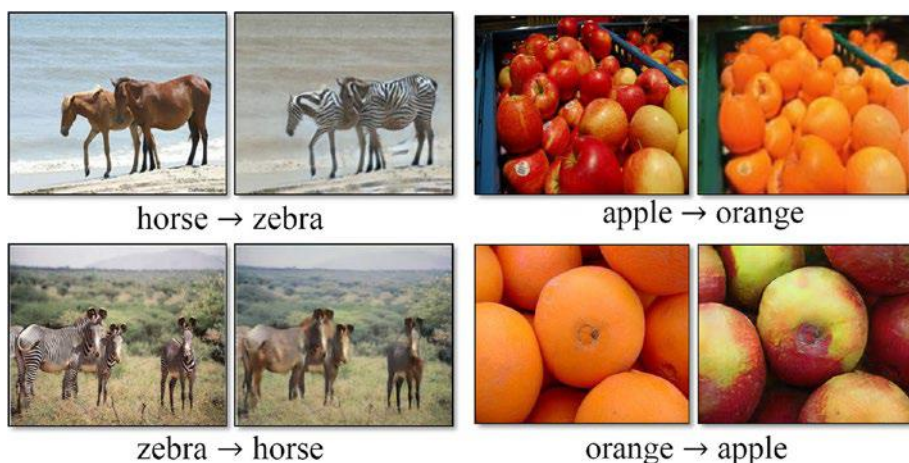 horse → zebra
apple → orange
zebra → horse
orange → apple